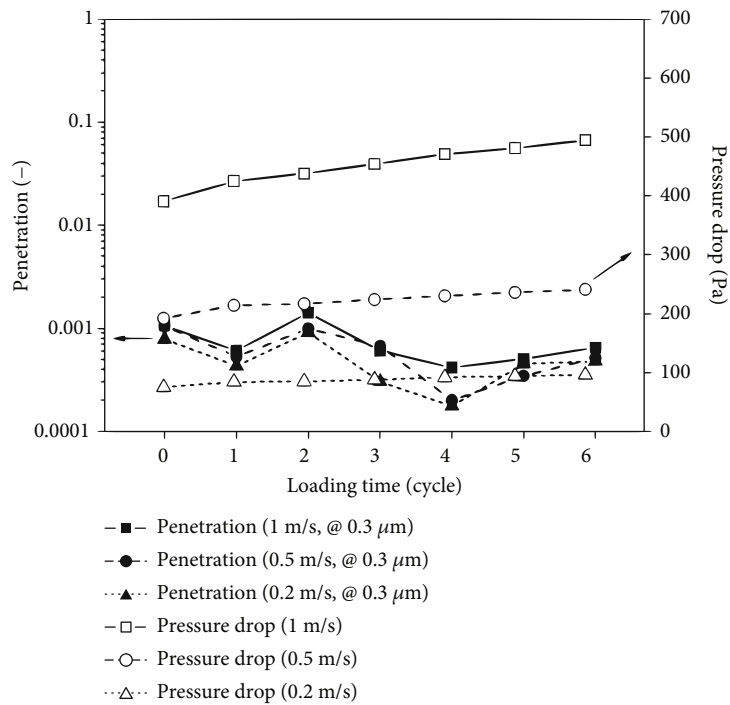 1
0.1
0.01
0.001
0.0001
Penetration (−)
700
600
500
400
300
200
100
0
Pressure drop (Pa)
0 1 2 3 4 5 6
Loading time (cycle)
Penetration (1 m/s, @ 0.3 μm)
Penetration (0.5 m/s, @ 0.3 μm)
Penetration (0.2 m/s, @ 0.3 μm)
Pressure drop (1 m/s)
Pressure drop (0.5 m/s)
Pressure drop (0.2 m/s)